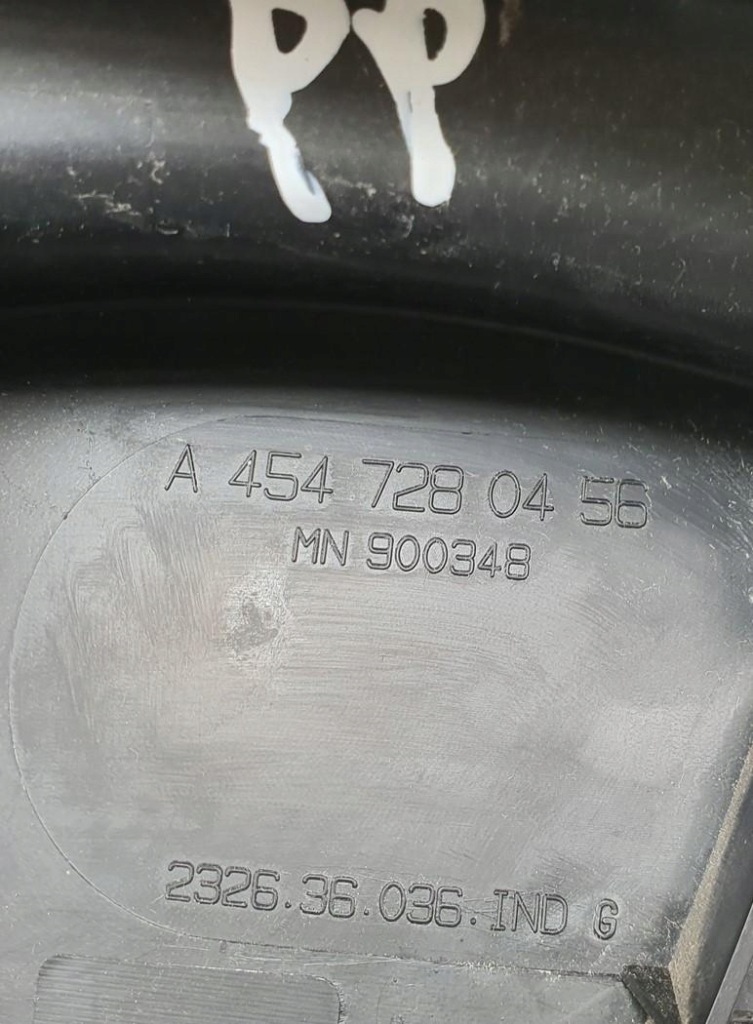 PP
A 454 728 04 56
MN 900348
2326.36.036.IND G